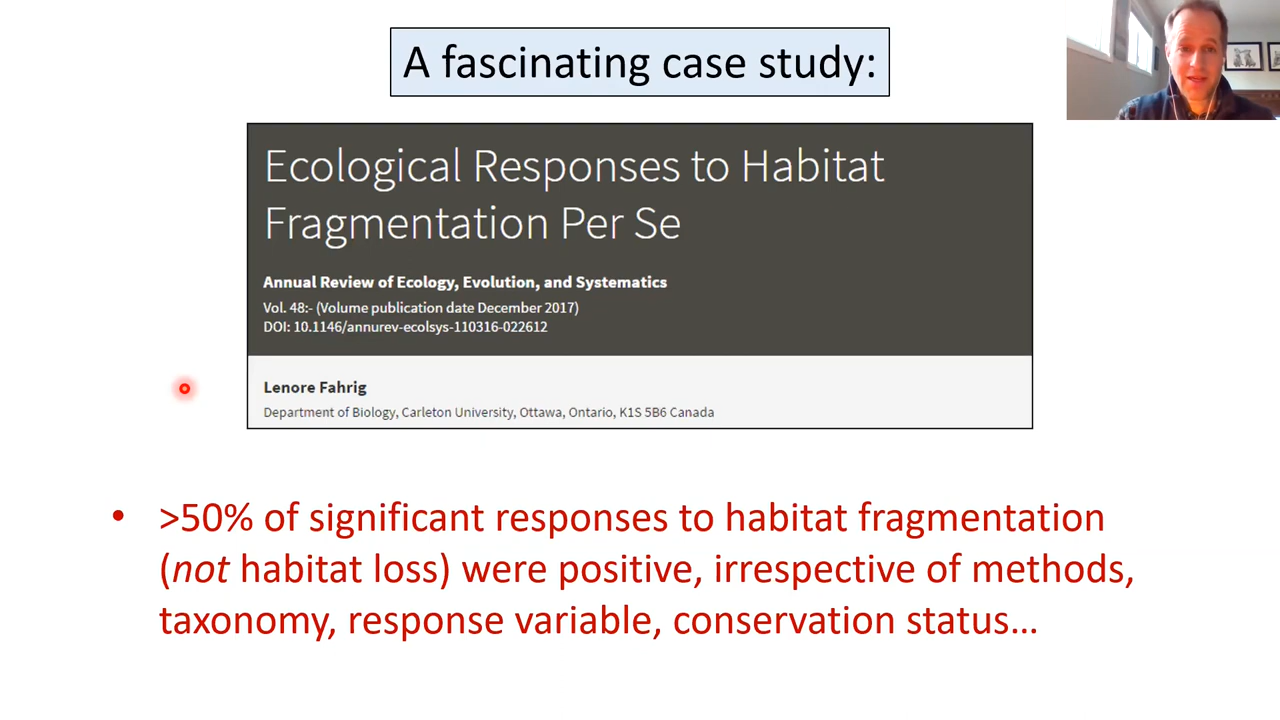 A fascinating case study:
Ecological Responses to Habitat
Fragmentation Per Se
Annual Review of Ecology, Evolution, and Systematics
Vol. 48:- (Volume publication date December 2017)
DOI: 10.1146/annurev-ecolsys-110316-022612
Lenore Fahrig
Department of Biology, Carleton University, Ottawa, Ontario, K1S 5B6 Canada
• >50% of significant responses to habitat fragmentation
(not habitat loss) were positive, irrespective of methods,
taxonomy, response variable, conservation status…